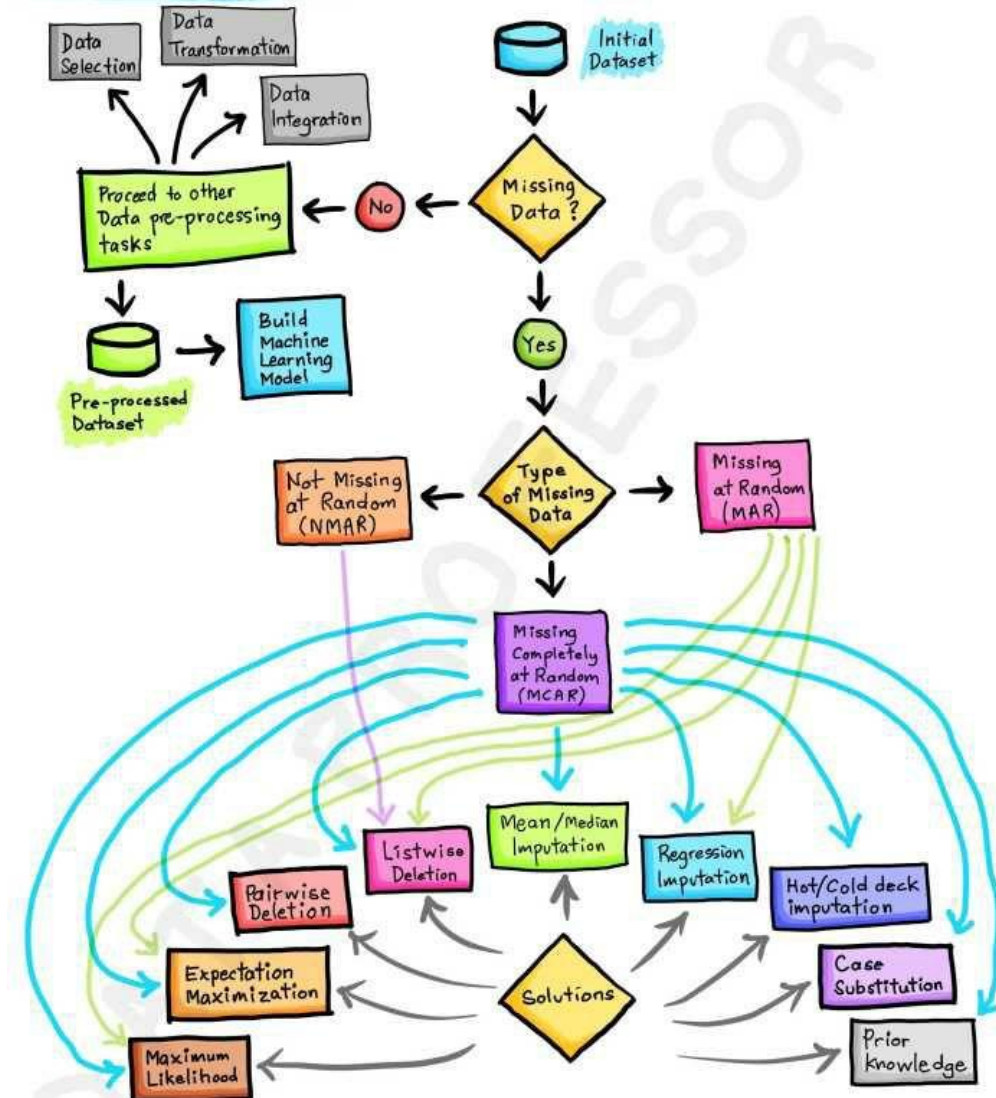 Data
Selection
Data
Transformation
Data
Integration
Initial
Dataset
Missing
Data?
No
Proceed to other
Data pre-processing
tasks
Yes
Build
Machine
Learning
Model
Pre-processed
Dataset
Type
of Missing
Data
Not Missing
at Random
(NMAR)
Missing
at Random
(MAR)
Missing
Completely
at Random
(MCAR)
Mean/Median
Imputation
Listwise
Deletion
Regression
Imputation
Pairwise
Deletion
Hot/Cold deck
imputation
Expectation
Maximization
Solutions
Case
Substitution
Maximum
Likelihood
Prior
Knowledge